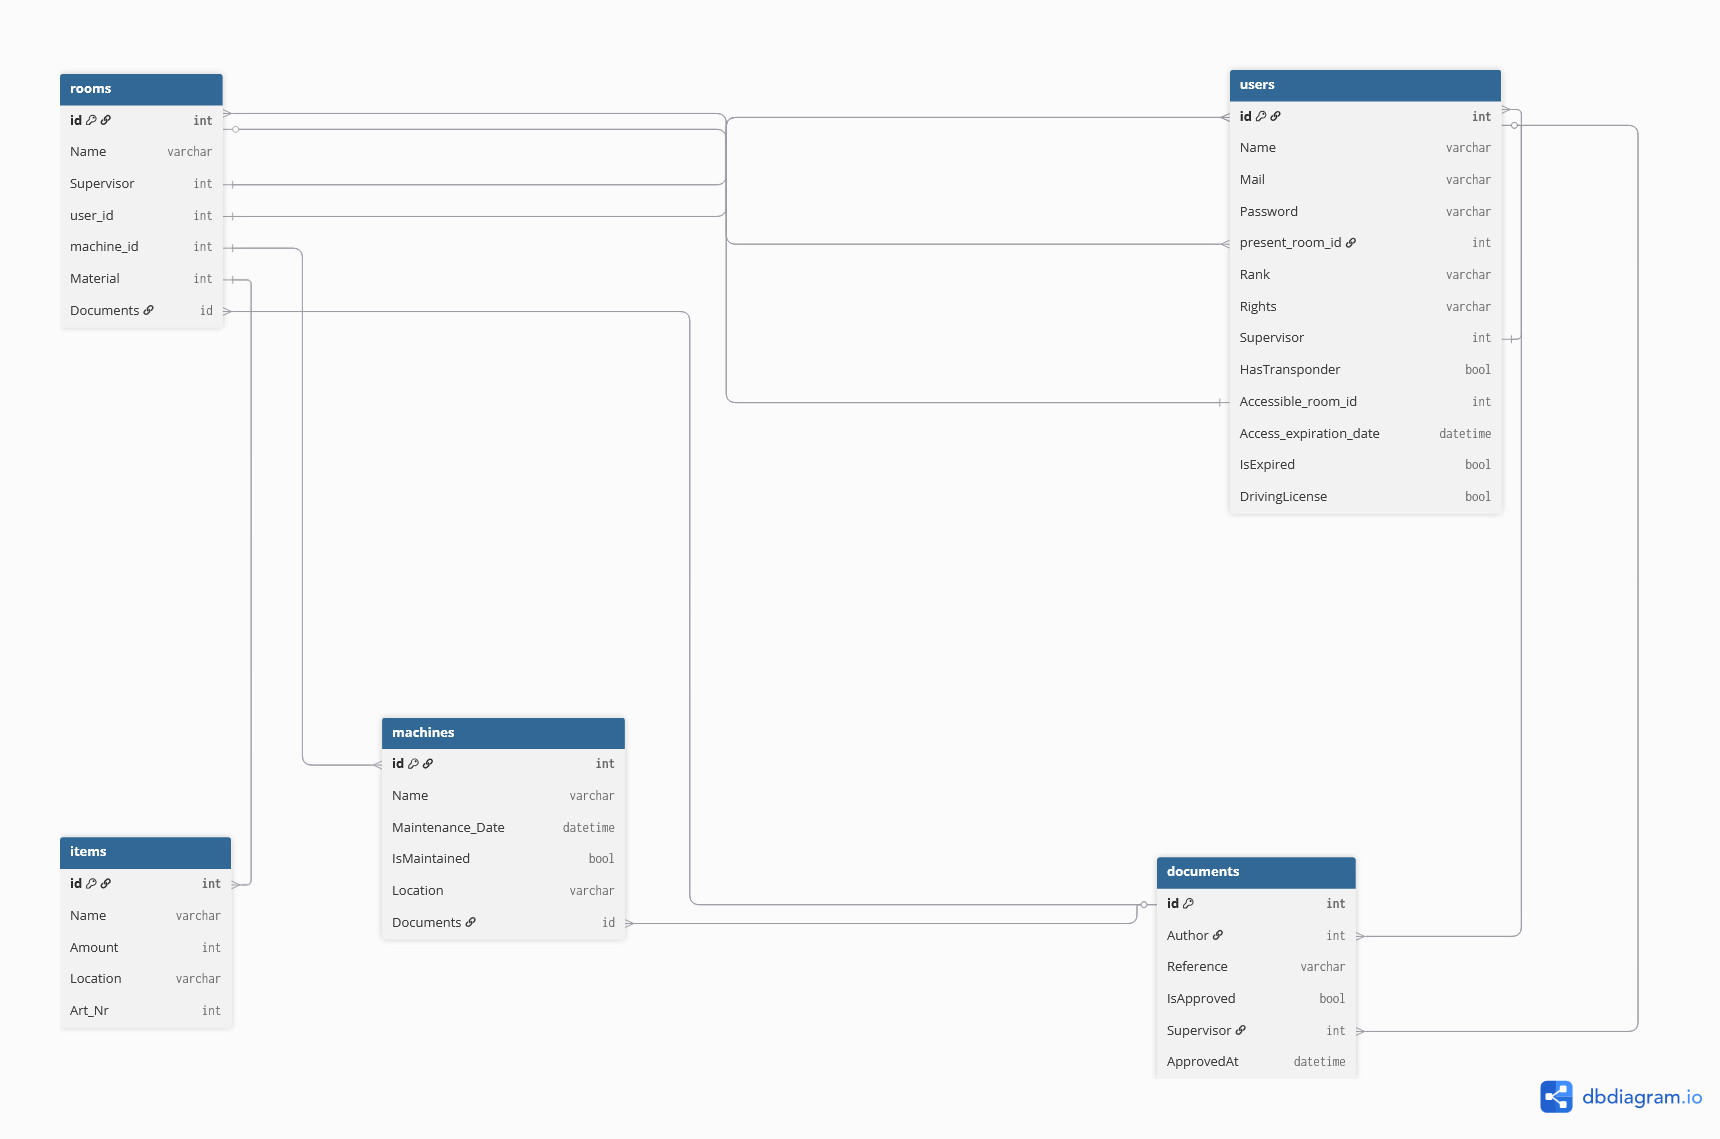 rooms
id int
Name varchar
Supervisor int
user_id int
machine_id int
Material int
Documents id
users
id int
Name varchar
Mail varchar
Password varchar
present_room_id int
Rank varchar
Rights varchar
Supervisor int
HasTransponder bool
Accessible_room_id int
Access_expiration_date datetime
IsExpired bool
DrivingLicense bool
machines
id int
Name varchar
Maintenance_Date datetime
IsMaintained bool
Location varchar
Documents id
items
id int
Name varchar
Amount int
Location varchar
Art_Nr int
documents
id int
Author int
Reference varchar
IsApproved bool
Supervisor int
ApprovedAt datetime
dbdiagram.io